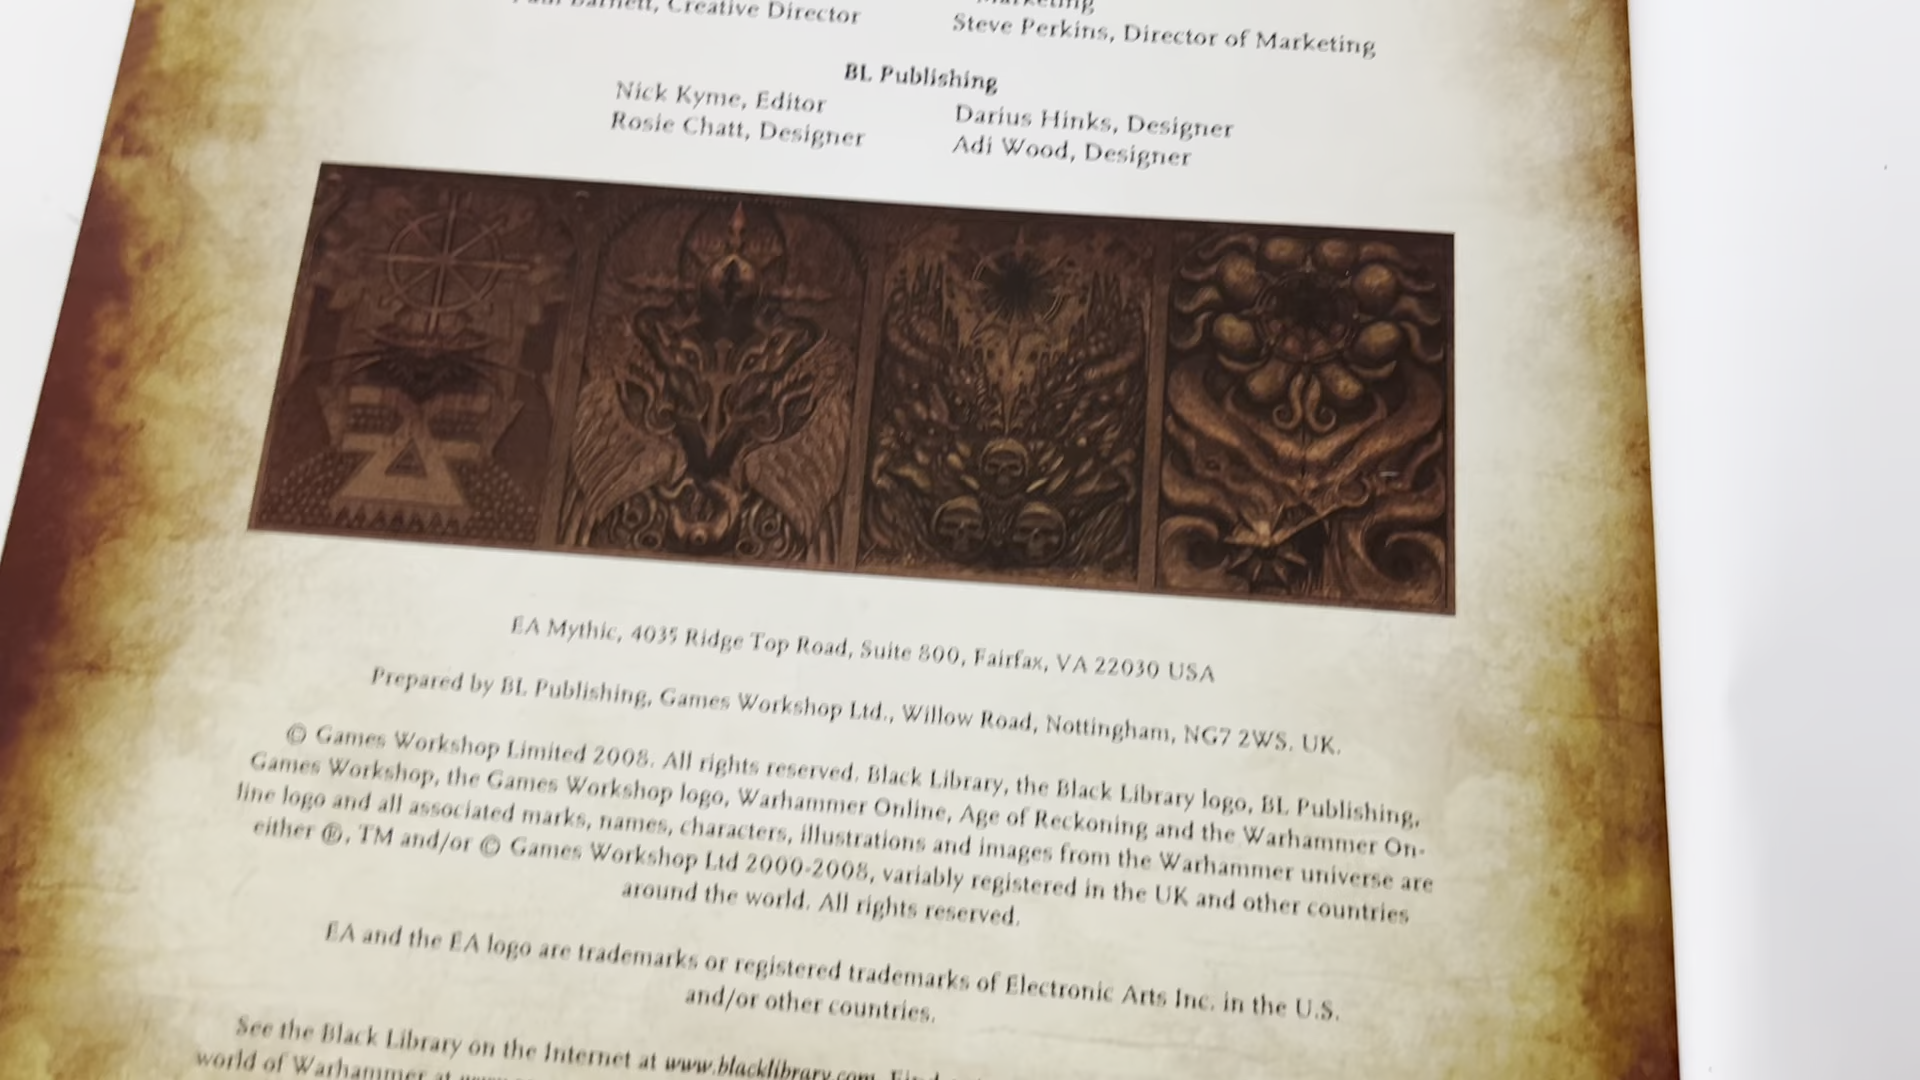 Barnett, Creative Director
Marketing
Steve Perkins, Director of Marketing
BL Publishing
Nick Kyme, Editor
Rosie Chatt, Designer
Darius Hinks, Designer
Adi Wood, Designer
EA Mythic, 4035 Ridge Top Road, Suite 800, Fairfax, VA 22030 USA
Prepared by BL Publishing, Games Workshop Ltd., Willow Road, Nottingham, NG7 2WS. UK.
© Games Workshop Limited 2008. All rights reserved. Black Library, the Black Library logo, BL Publishing,
Games Workshop, the Games Workshop logo, Warhammer Online, Age of Reckoning and the Warhammer On-
line logo and all associated marks, names, characters, illustrations and images from the Warhammer universe are
either ®, TM and/or © Games Workshop Ltd 2000-2008, variably registered in the UK and other countries
around the world. All rights reserved.
EA and the EA logo are trademarks or registered trademarks of Electronic Arts Inc. in the U.S.
and/or other countries.
See the Black Library on the Internet at www.blacklibrary.com.
world of Warhammer at